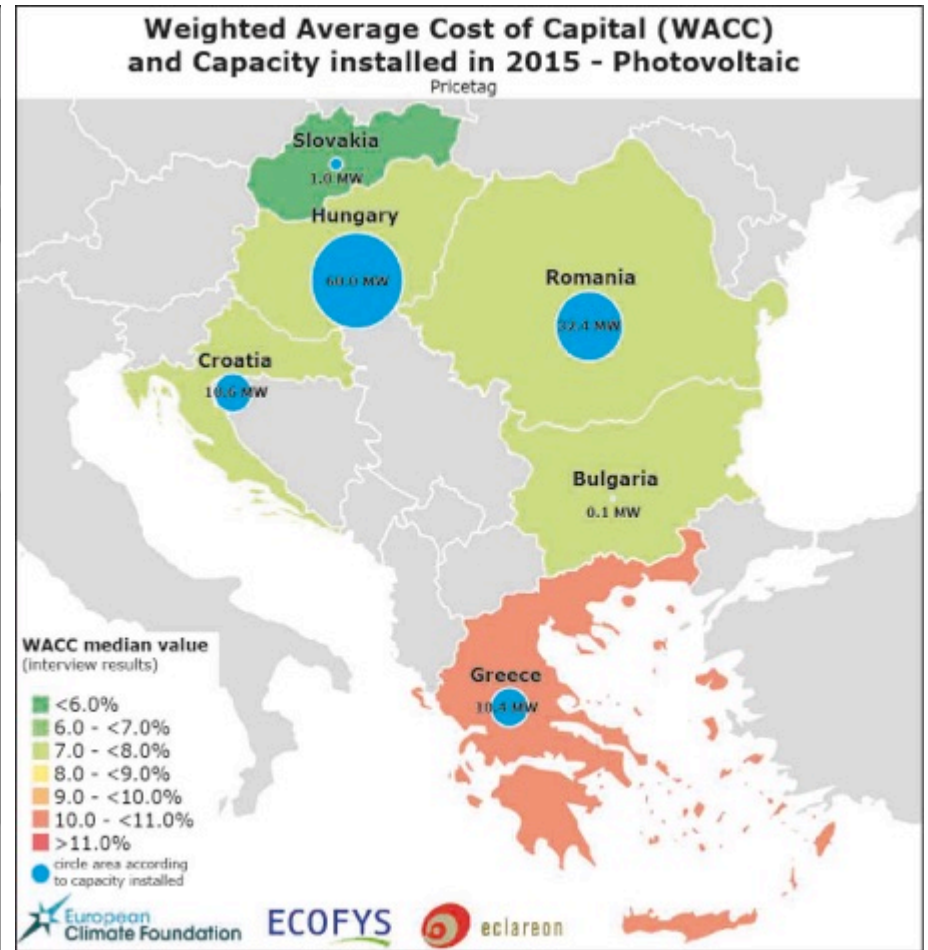 Weighted Average Cost of Capital (WACC)
and Capacity installed in 2015 - Photovoltaic
Pricetag
Slovakia
1.0 MW
Hungary
60.0 MW
Romania
32.4 MW
Croatia
10.6 MW
Bulgaria
0.1 MW
Greece
10.4 MW
WACC median value
(interview results)
<6.0%
6.0 - <7.0%
7.0 - <8.0%
8.0 - <9.0%
9.0 - <10.0%
10.0 - <11.0%
>11.0%
circle area according
to capacity installed
European
Climate Foundation
ECOFYS
eclareon